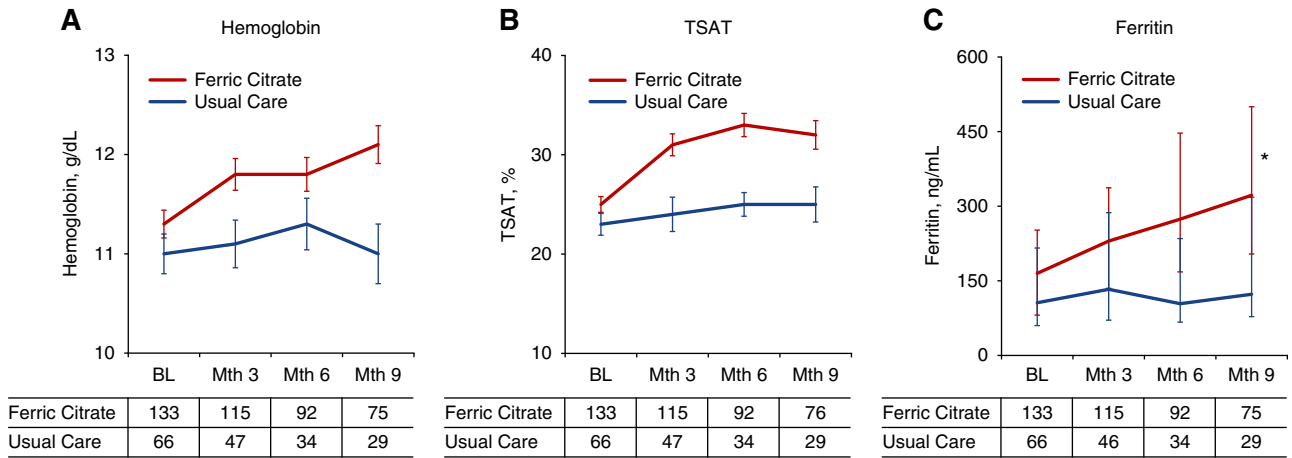 A
Hemoglobin
13
12
11
10
Hemoglobin, g/dL
Ferric Citrate
Usual Care
BL Mth 3 Mth 6 Mth 9
Ferric Citrate 133 115 92 75
Usual Care 66 47 34 29
B
TSAT
40
30
20
10
TSAT, %
Ferric Citrate
Usual Care
BL Mth 3 Mth 6 Mth 9
Ferric Citrate 133 115 92 76
Usual Care 66 47 34 29
C
Ferritin
600
450
300
150
0
Ferritin, ng/mL
Ferric Citrate
Usual Care
*
BL Mth 3 Mth 6 Mth 9
Ferric Citrate 133 115 92 75
Usual Care 66 46 34 29